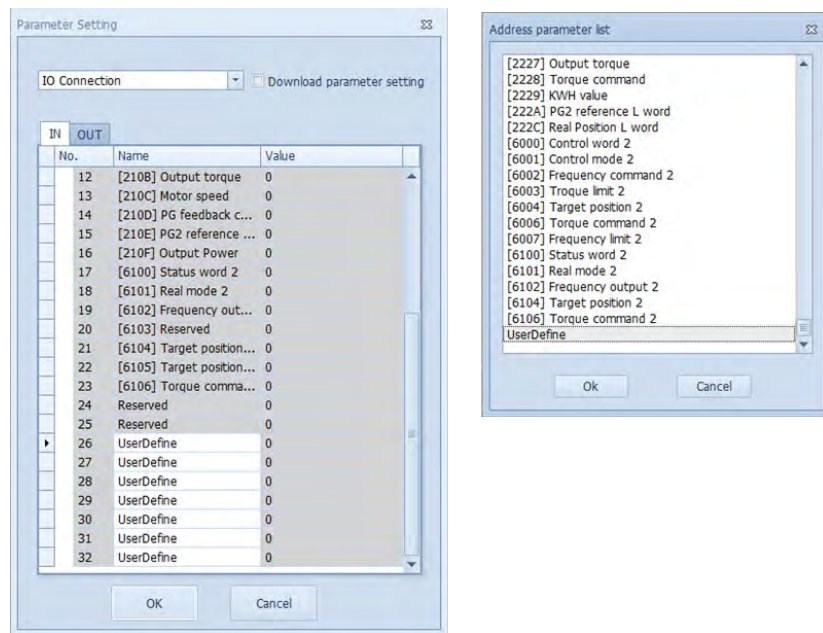 Parameter Setting
IO Connection
Download parameter setting
IN OUT
No. Name Value
12 [210B] Output torque 0
13 [210C] Motor speed 0
14 [210D] PG feedback c... 0
15 [210E] PG2 reference ... 0
16 [210F] Output Power 0
17 [6100] Status word 2 0
18 [6101] Real mode 2 0
19 [6102] Frequency out... 0
20 [6103] Reserved 0
21 [6104] Target position... 0
22 [6105] Target position... 0
23 [6106] Torque comma... 0
24 Reserved 0
25 Reserved 0
26 UserDefine 0
27 UserDefine 0
28 UserDefine 0
29 UserDefine 0
30 UserDefine 0
31 UserDefine 0
32 UserDefine 0
OK Cancel
Address parameter list
[2227] Output torque
[2228] Torque command
[2229] KWH value
[222A] PG2 reference L word
[222C] Real Position L word
[6000] Control word 2
[6001] Control mode 2
[6002] Frequency command 2
[6003] Troque limit 2
[6004] Target position 2
[6006] Torque command 2
[6007] Frequency limit 2
[6100] Status word 2
[6101] Real mode 2
[6102] Frequency output 2
[6104] Target position 2
[6106] Torque command 2
UserDefine
Ok Cancel